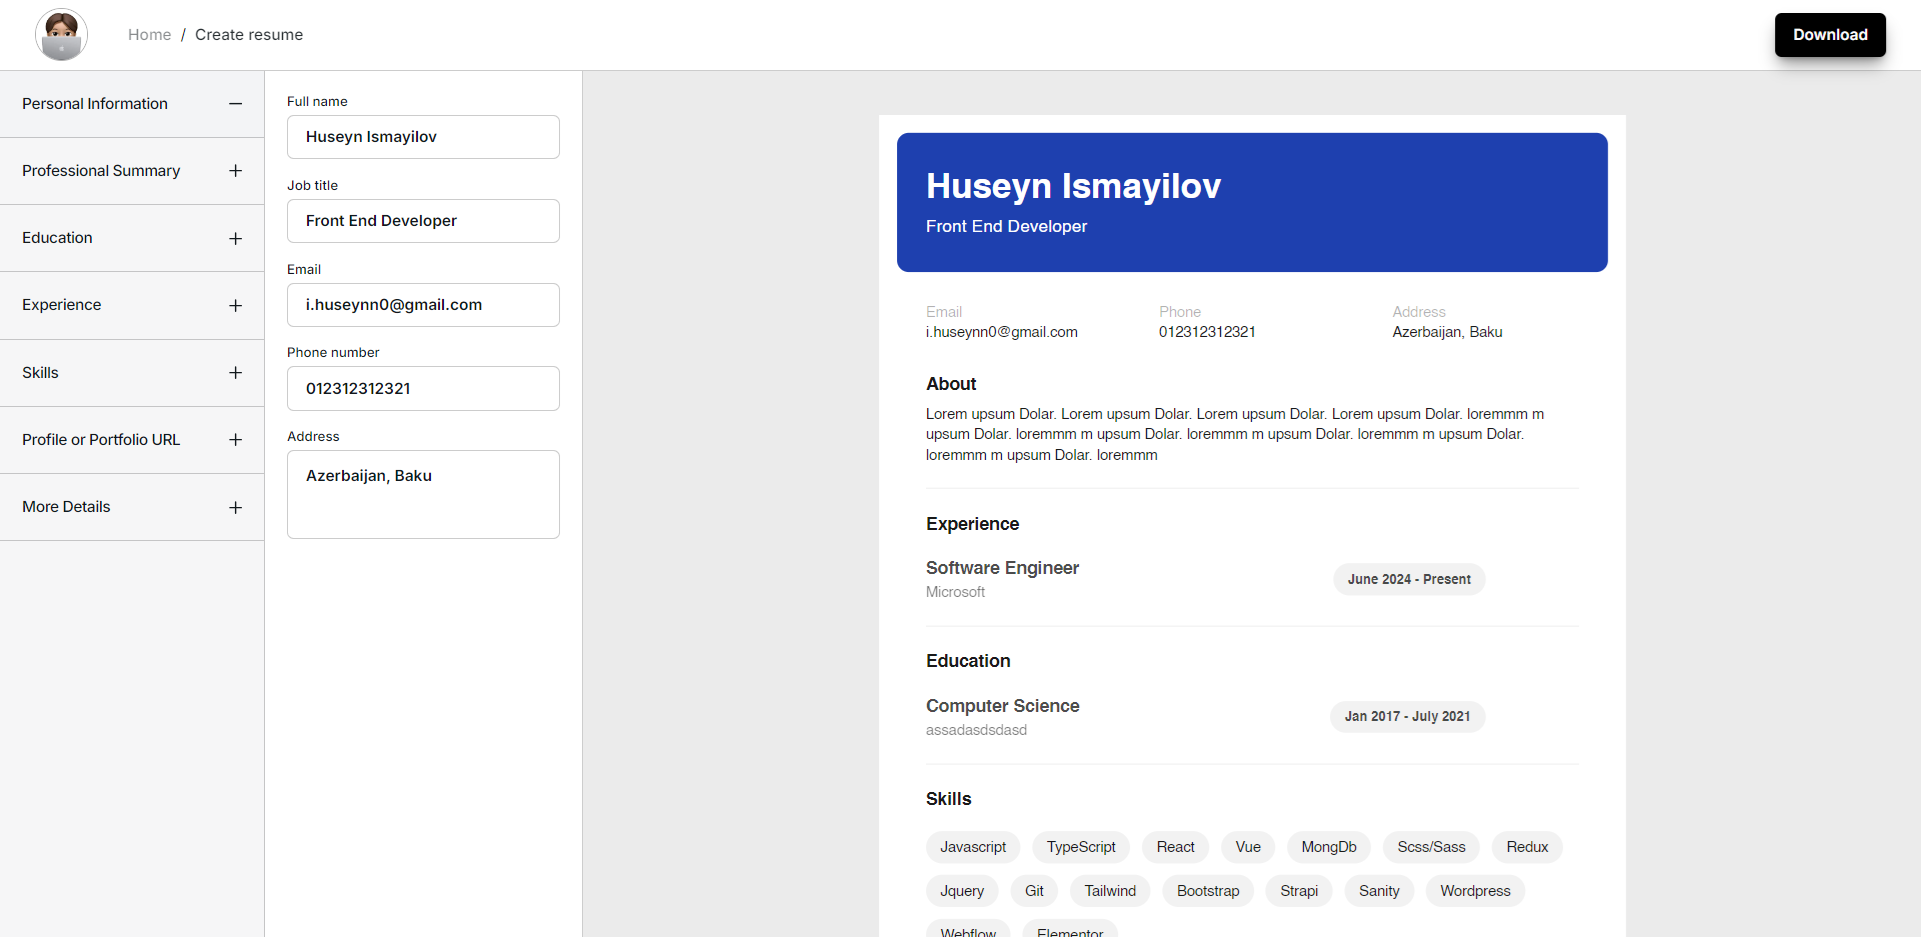 Home / Create resume
Download
Personal Information
Professional Summary
Education
Experience
Skills
Profile or Portfolio URL
More Details
Full name
Huseyn Ismayilov
Job title
Front End Developer
Email
i.huseynn0@gmail.com
Phone number
012312312321
Address
Azerbaijan, Baku
Huseyn Ismayilov
Front End Developer
Email Phone Address
i.huseynn0@gmail.com 012312312321 Azerbaijan, Baku
About
Lorem upsum Dolar. Lorem upsum Dolar. Lorem upsum Dolar. Lorem upsum Dolar. loremmm m
upsum Dolar. loremmm m upsum Dolar. loremmm m upsum Dolar. loremmm m upsum Dolar.
loremmm m upsum Dolar. loremmm
Experience
Software Engineer
Microsoft
June 2024 - Present
Education
Computer Science
assadasdsdasd
Jan 2017 - July 2021
Skills
Javascript TypeScript React Vue MongDb Scss/Sass Redux
Jquery Git Tailwind Bootstrap Strapi Sanity Wordpress
Webflow Elementor